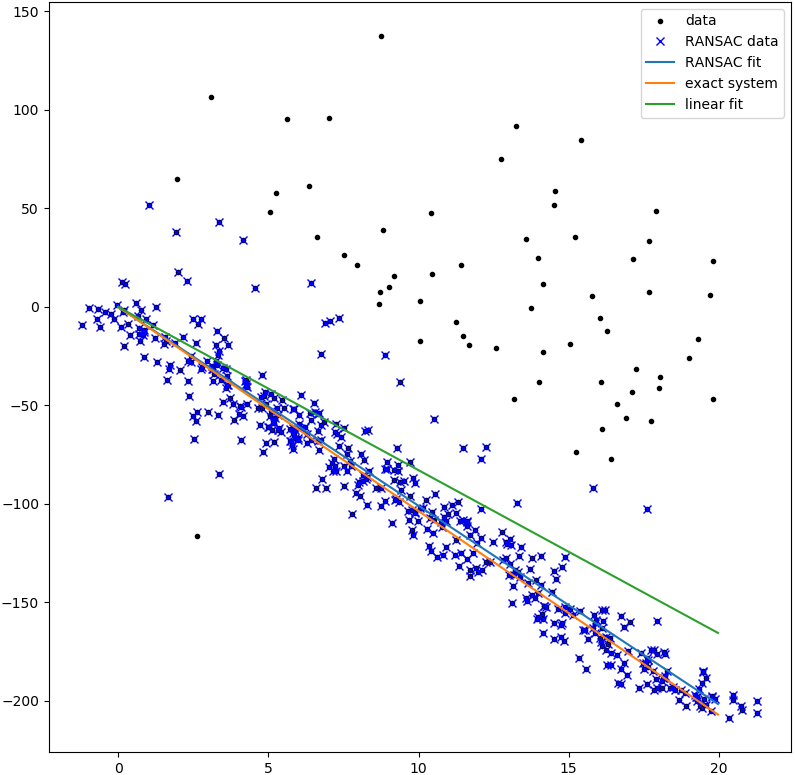 data
RANSAC data
RANSAC fit
exact system
linear fit
150
100
50
0
−50
−100
−150
−200
0 5 10 15 20